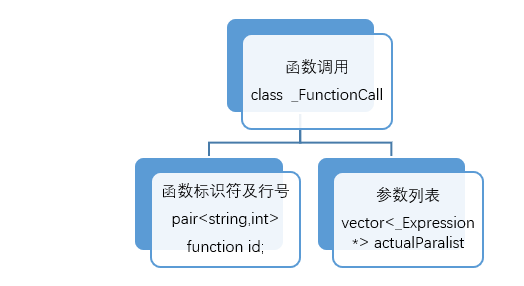 函数调用
class _FunctionCall
函数标识符及行号
pair<string,int>
function id;
参数列表
vector<_Expression
*> actualParalist